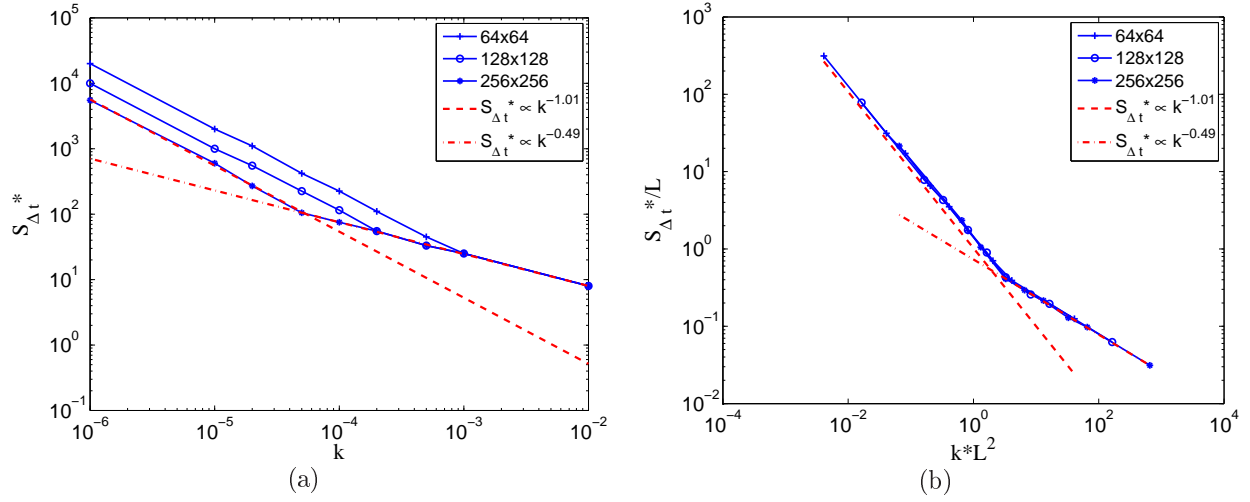 10^5
10^4
10^3
10^2
10^1
10^0
10^-1
S_Δt*
10^-6
10^-5
10^-4
10^-3
10^-2
k
64x64
128x128
256x256
S_Δt* ∝ k^-1.01
S_Δt* ∝ k^-0.49
(a)
10^3
10^2
10^1
10^0
10^-1
10^-2
S_Δt*/L
10^-4
10^-2
10^0
10^2
10^4
k*L^2
64x64
128x128
256x256
S_Δt* ∝ k^-1.01
S_Δt* ∝ k^-0.49
(b)